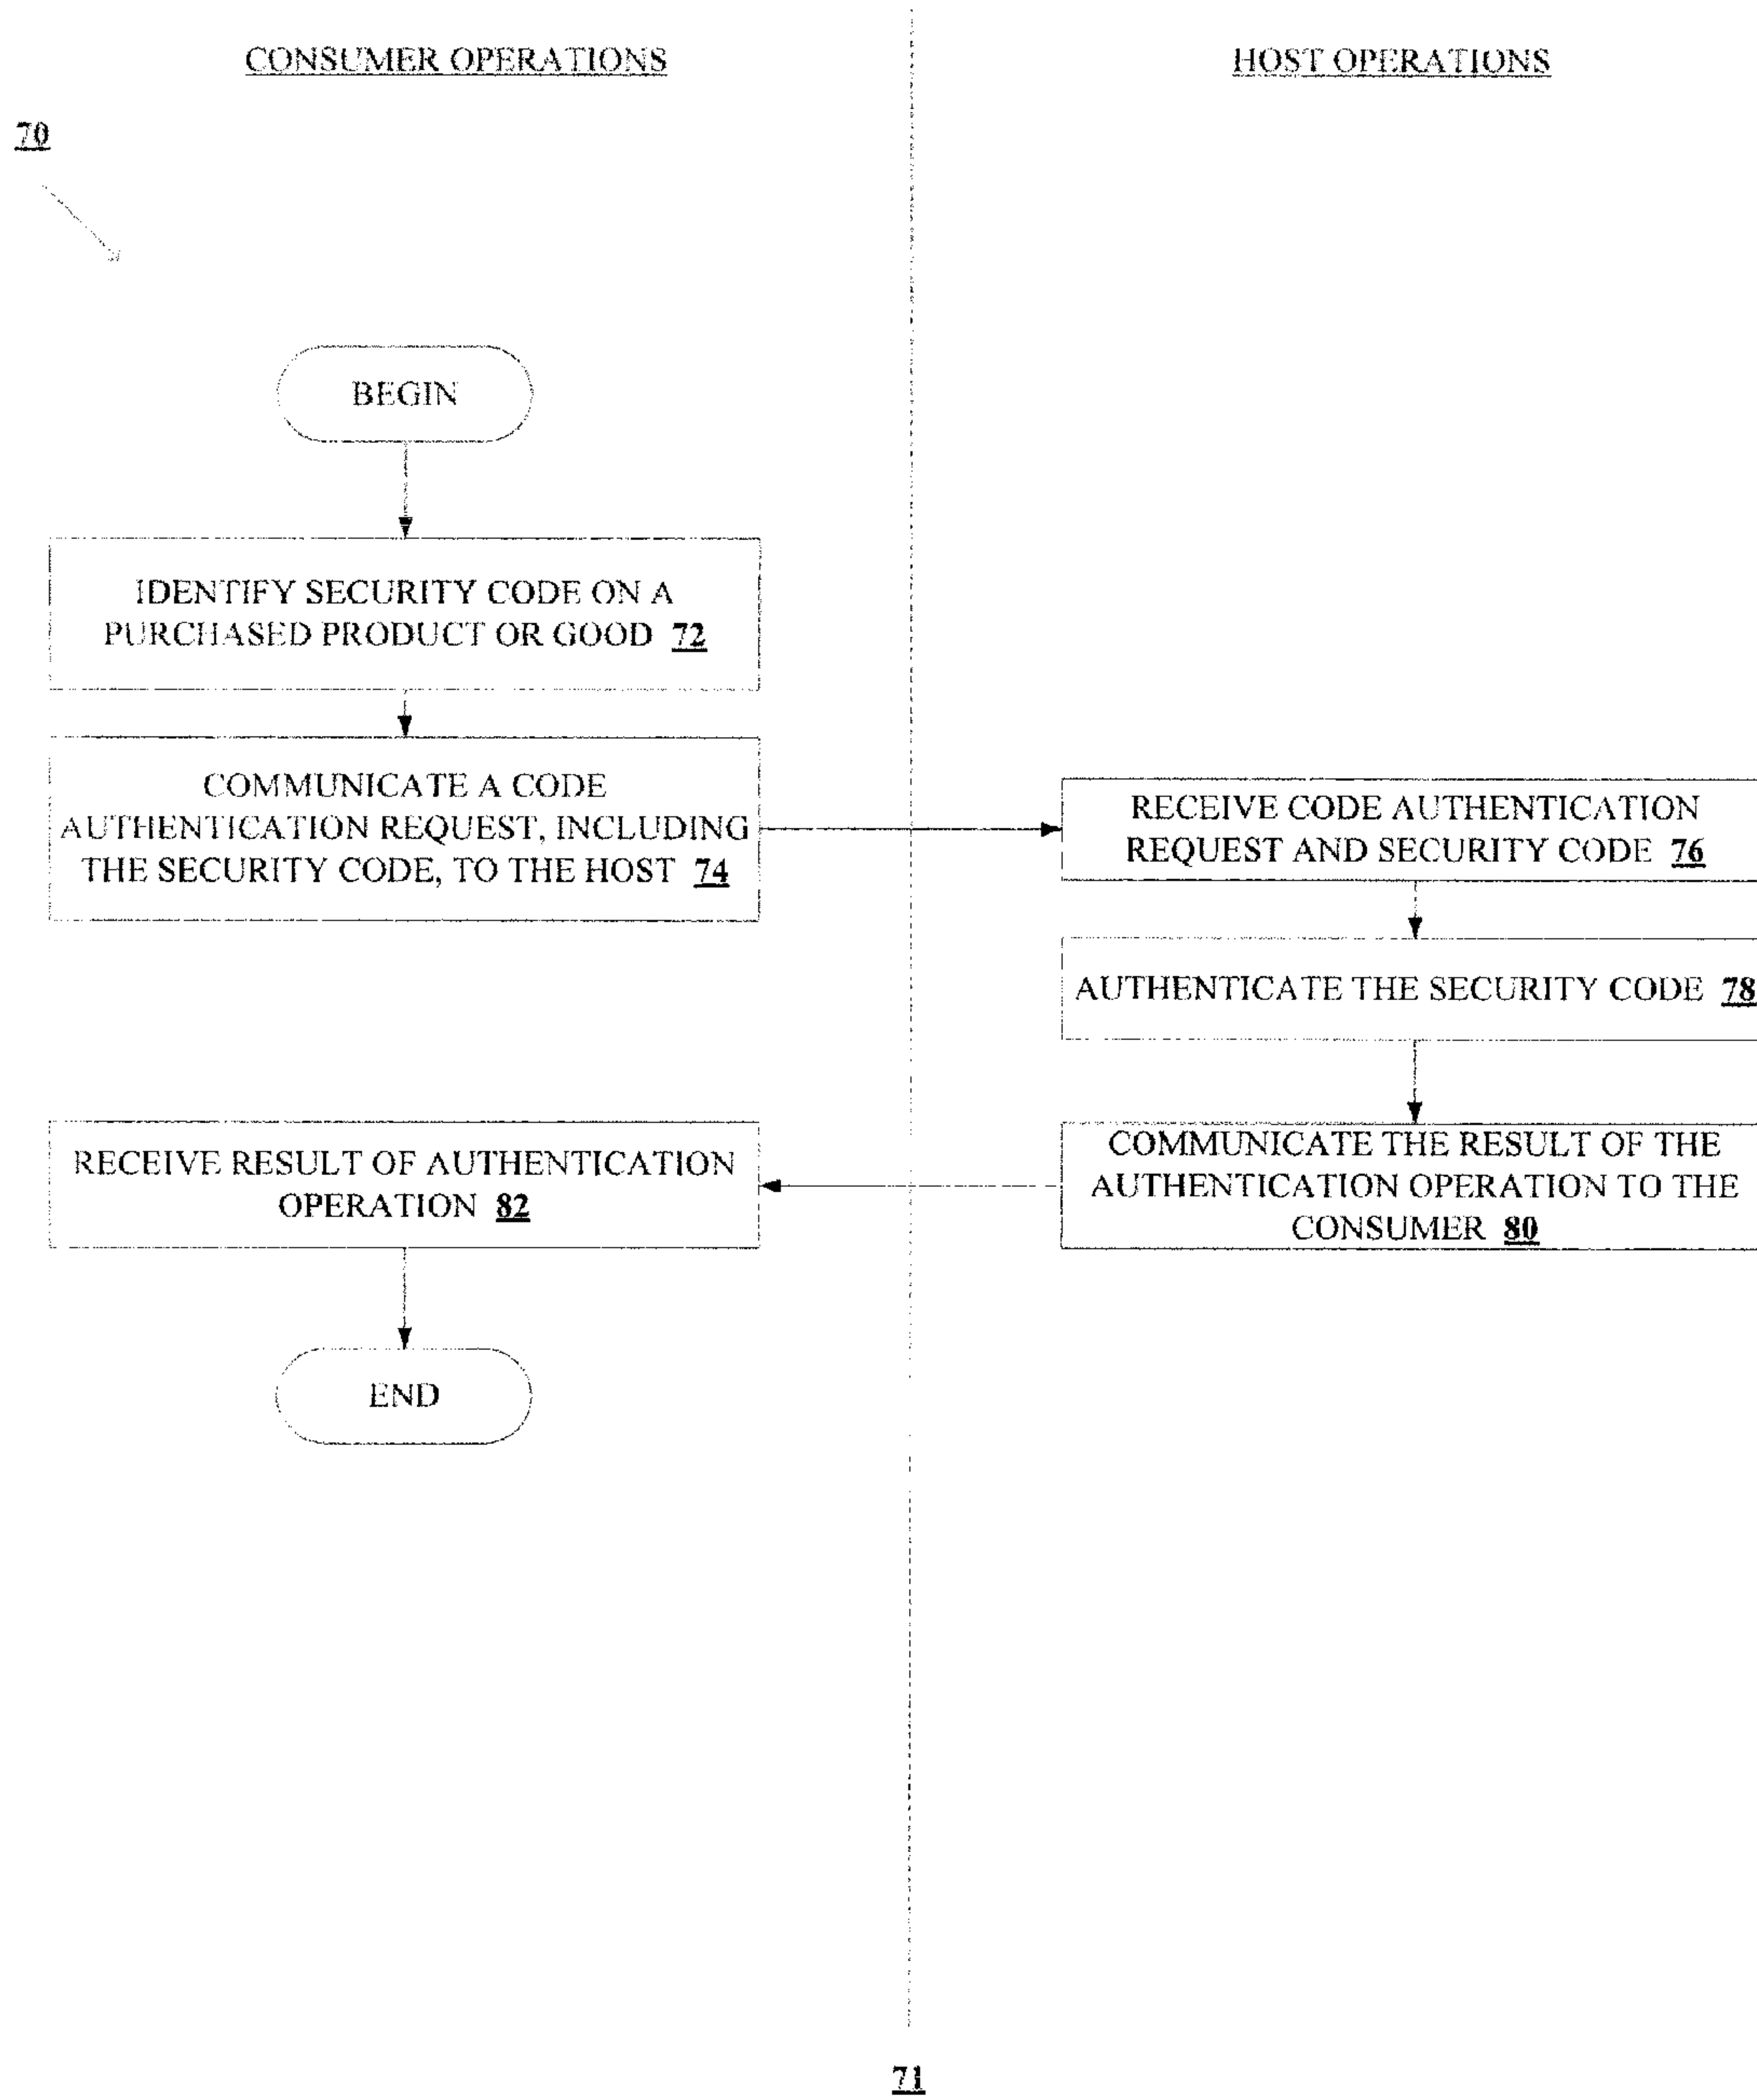 CONSUMER OPERATIONS
HOST OPERATIONS
70
BEGIN
IDENTIFY SECURITY CODE ON A
PURCHASED PRODUCT OR GOOD 72
COMMUNICATE A CODE
AUTHENTICATION REQUEST, INCLUDING
THE SECURITY CODE, TO THE HOST 74
RECEIVE CODE AUTHENTICATION
REQUEST AND SECURITY CODE 76
AUTHENTICATE THE SECURITY CODE 78
COMMUNICATE THE RESULT OF THE
AUTHENTICATION OPERATION TO THE
CONSUMER 80
RECEIVE RESULT OF AUTHENTICATION
OPERATION 82
END
71